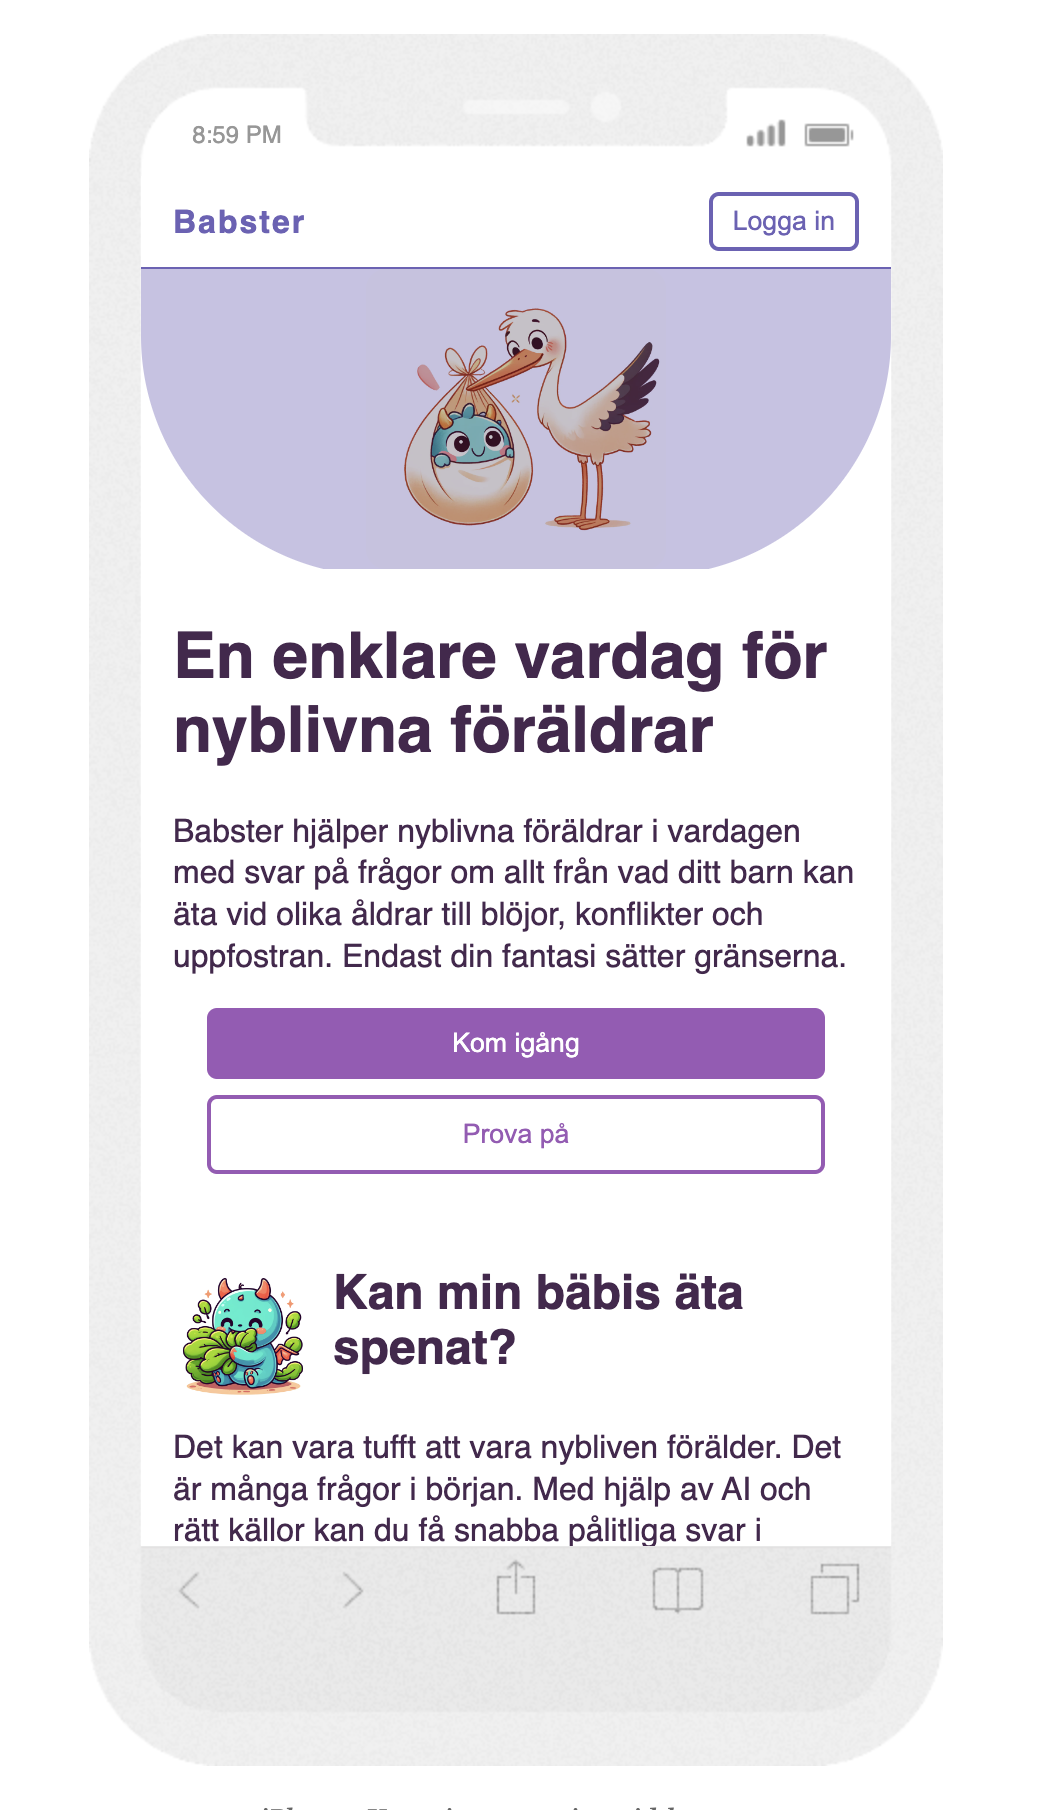 8:59 PM
Babster
Logga in
En enklare vardag för
nyblivna föräldrar
Babster hjälper nyblivna föräldrar i vardagen
med svar på frågor om allt från vad ditt barn kan
äta vid olika åldrar till blöjor, konflikter och
uppfostran. Endast din fantasi sätter gränserna.
Kom igång
Prova på
Kan min bäbis äta
spenat?
Det kan vara tufft att vara nybliven förälder. Det
är många frågor i början. Med hjälp av AI och
rätt källor kan du få snabba pålitliga svar i